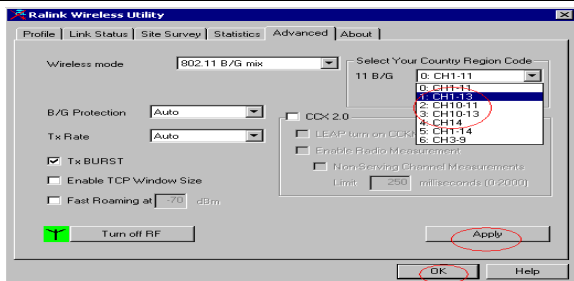 Ralink Wireless Utility
Profile Link Status Site Survey Statistics Advanced About
Wireless mode 802.11 B/G mix
Select Your Country Region Code
11 B/G 0: CH1-11
0: CH1-11
1: CH1-13
2: CH10-11
3: CH10-13
4: CH14
5: CH1-14
6: CH3-9
B/G Protection Auto
Tx Rate Auto
Tx BURST
Enable TCP Window Size
Fast Roaming at -70 dBm
CCX 2.0
LEAP turn on
Enable Radio Measurement
Non-Serving Channel Measurements
Limit 250 milliseconds (0-2000)
Turn off RF
Apply
OK Help